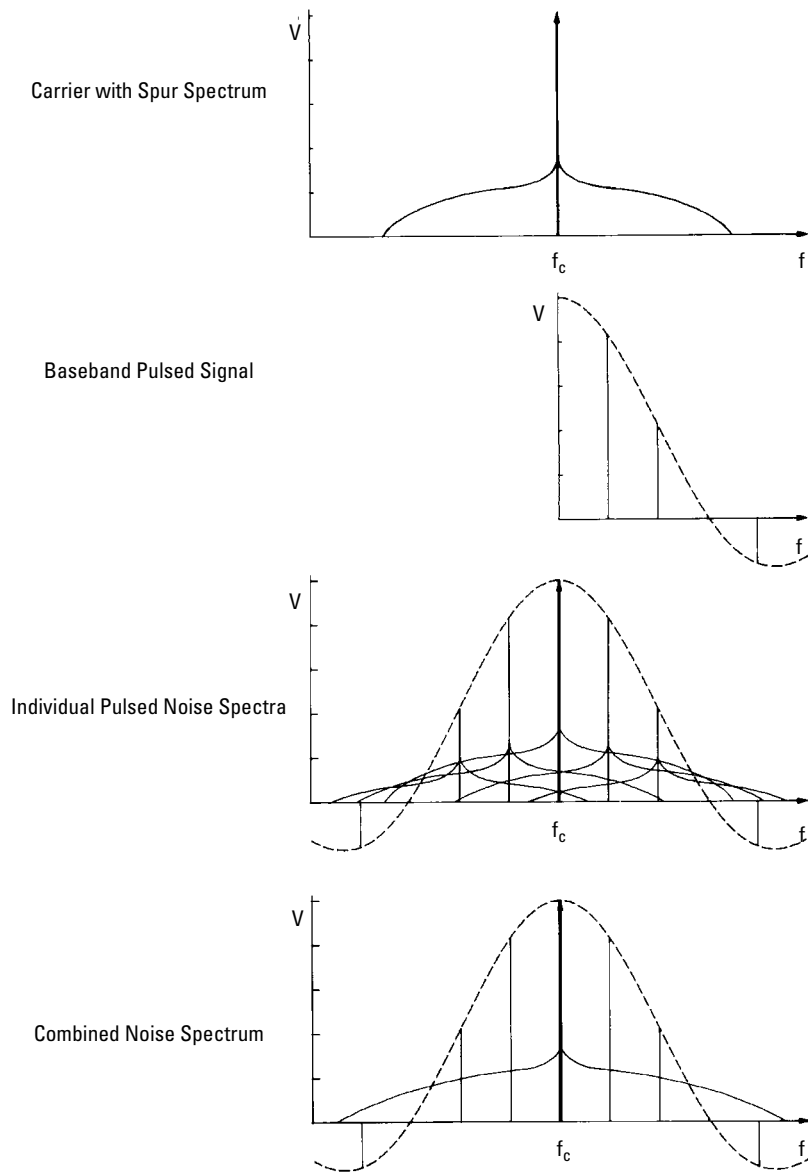 V
Carrier with Spur Spectrum
f_c
f
V
Baseband Pulsed Signal
f
V
Individual Pulsed Noise Spectra
f_c
f
V
Combined Noise Spectrum
f_c
f